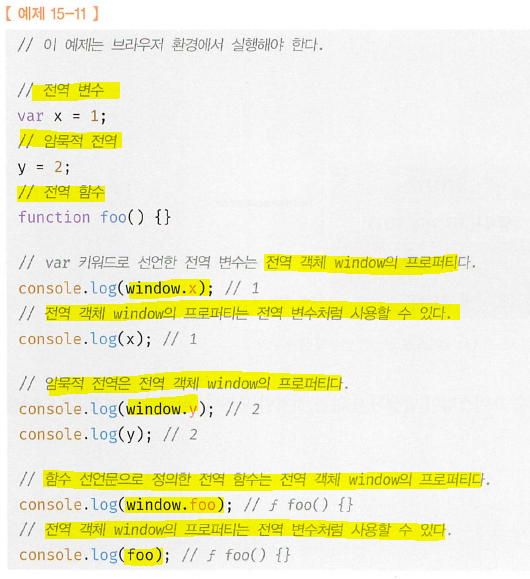 [ 예제 15-11 ]
// 이 예제는 브라우저 환경에서 실행해야 한다.
// 전역 변수
var x = 1;
// 암묵적 전역
y = 2;
// 전역 함수
function foo() {}
// var 키워드로 선언한 전역 변수는 전역 객체 window의 프로퍼티다.
console.log(window.x); // 1
// 전역 객체 window의 프로퍼티는 전역 변수처럼 사용할 수 있다.
console.log(x); // 1
// 암묵적 전역은 전역 객체 window의 프로퍼티다.
console.log(window.y); // 2
console.log(y); // 2
// 함수 선언문으로 정의한 전역 함수는 전역 객체 window의 프로퍼티다.
console.log(window.foo); // ƒ foo() {}
// 전역 객체 window의 프로퍼티는 전역 변수처럼 사용할 수 있다.
console.log(foo); // ƒ foo() {}